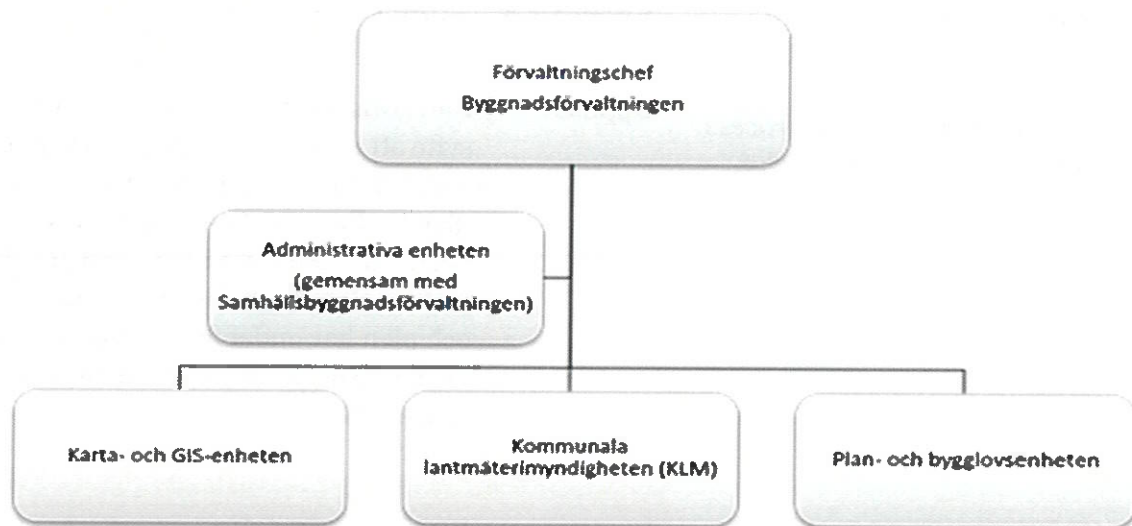 Förvaltningschef
Byggnadsförvaltningen
Administrativa enheten
(gemensam med
Samhällsbyggnadsförvaltningen)
Karta- och GIS-enheten
Kommunala
lantmäterimyndigheten (KLM)
Plan- och bygglovsenheten